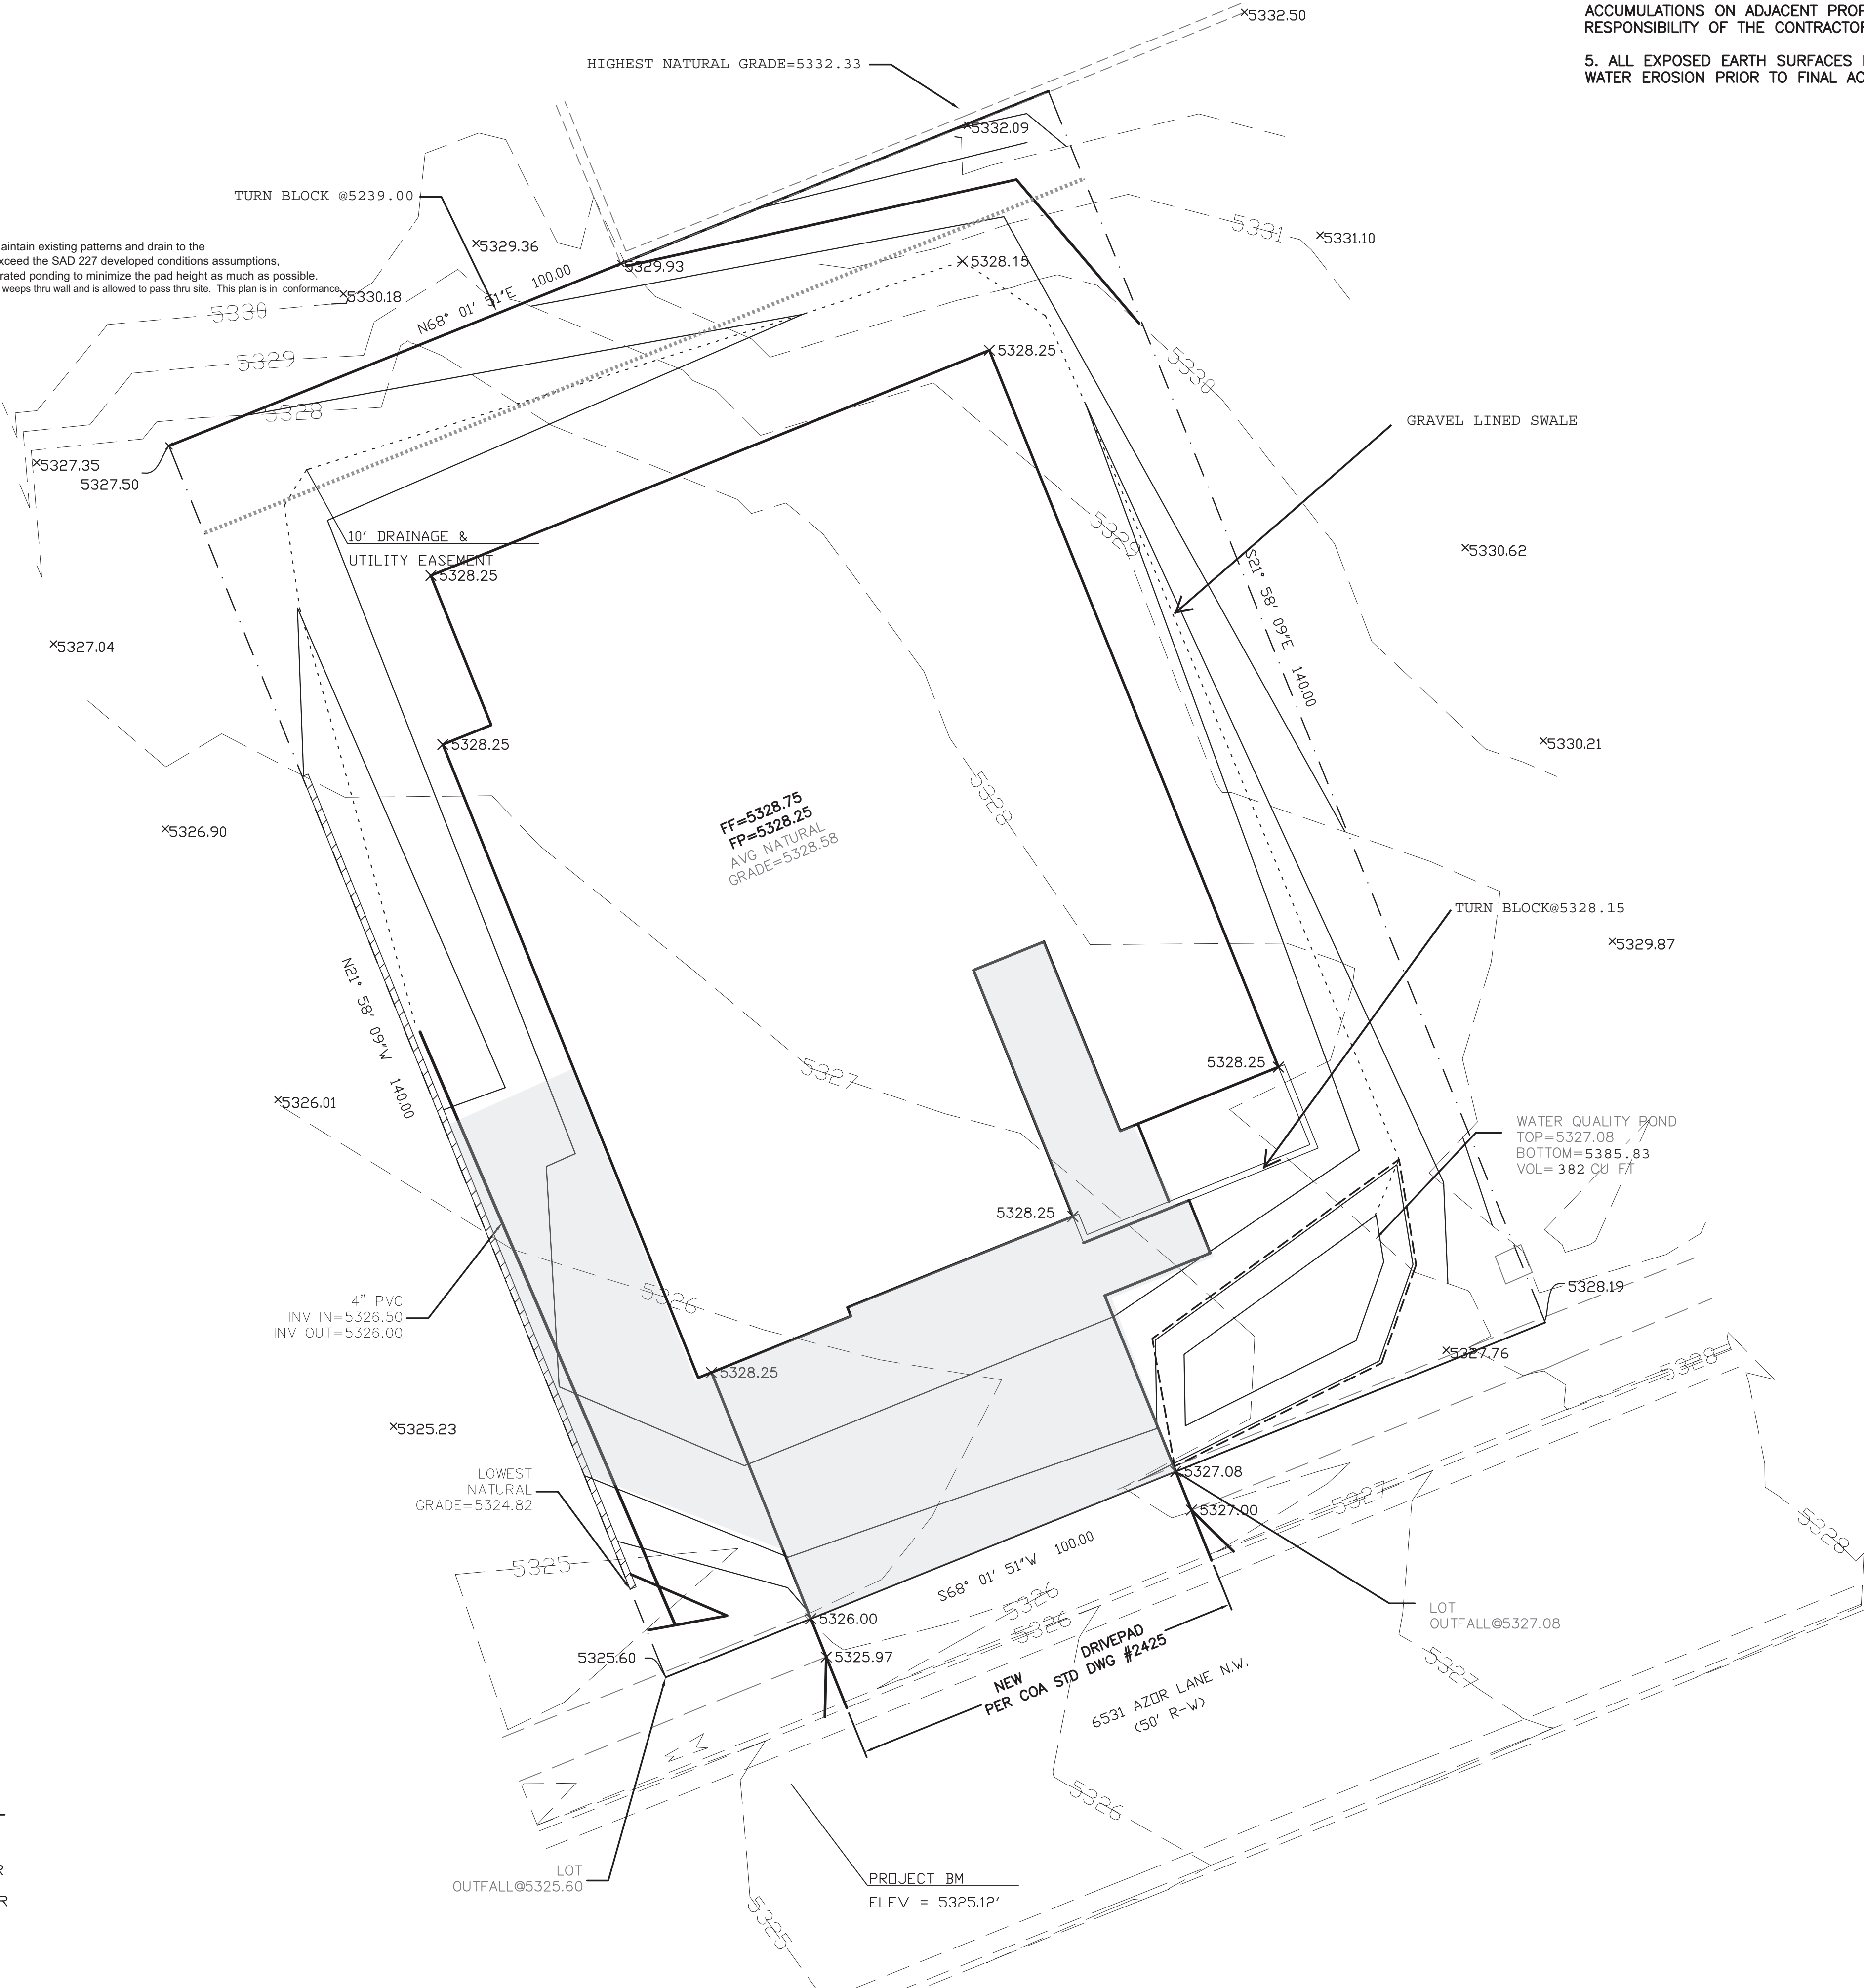 ACCUMULATIONS ON ADJACENT
RESPONSIBILITY OF THE CONTRACTOR
5. ALL EXPOSED EARTH SURFACES
WATER EROSION PRIOR TO FINAL
×5332.50
HIGHEST NATURAL GRADE=5332.33
×5332.09
TURN BLOCK @5239.00
aintain existing patterns and drain to the
xceed the SAD 227 developed conditions assumptions,
rated ponding to minimize the pad height as much as possible.
weeps thru wall and is allowed to pass thru site. This plan is in conformance
×5329.36
×5329.93
×5330.18
N68° 01' 51"E 100.00
×5328.15
5331
×5331.10
5330
5329
5328
5330
×5328.25
×5327.35
5327.50
GRAVEL LINED SWALE
10' DRAINAGE &
UTILITY EASEMENT
×5328.25
5329
×5330.62
S21° 58' 09"E 140.00
×5327.04
×5328.25
×5330.21
×5326.90
FF=5328.75
FP=5328.25
AVG NATURAL
GRADE=5328.58
5328
TURN BLOCK@5328.15
×5329.87
N21° 58' 09"W 140.00
5327
5328.25
×5326.01
WATER QUALITY POND
TOP=5327.08
BOTTOM=5385.83
VOL= 382 CU FT
5328.25
4" PVC
INV IN=5326.50
INV OUT=5326.00
5326
5328.19
×5327.76
5328
×5328.25
×5325.23
LOWEST
NATURAL
GRADE=5324.82
×5327.08
5327
×5327.00
5328
5325
S68° 01' 51"W 100.00
5326
5326
LOT
OUTFALL@5327.08
×5326.00
5325.60
×5325.97
NEW DRIVEPAD
PER COA STD DWG #2425
6531 AZOR LANE N.W.
(50' R-W)
5327
5326
LOT
OUTFALL@5325.60
PROJECT BM
ELEV = 5325.12'
5325
R
R